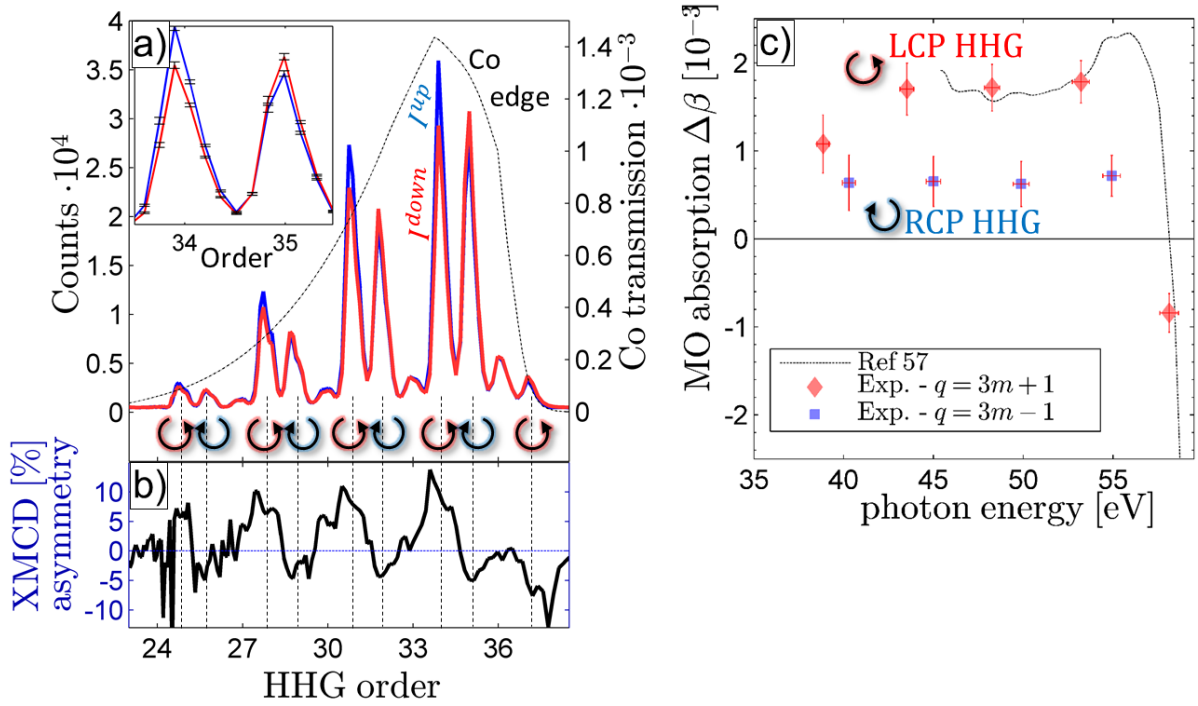 a)
4
3.5
3
2.5
2
1.5
1
0.5
0
Counts ·10⁴
34
35
Order
I^up
I^down
Co
edge
1.4
1.2
1
0.8
0.6
0.4
0.2
0
Co transmission ·10⁻³
b)
10
5
0
-5
-10
XMCD [%]
asymmetry
24
27
30
33
36
HHG order
c)
2
1
0
-1
-2
MO absorption Δβ [10⁻³]
LCP HHG
RCP HHG
Ref 57
Exp. - q = 3m + 1
Exp. - q = 3m − 1
35
40
45
50
55
photon energy [eV]